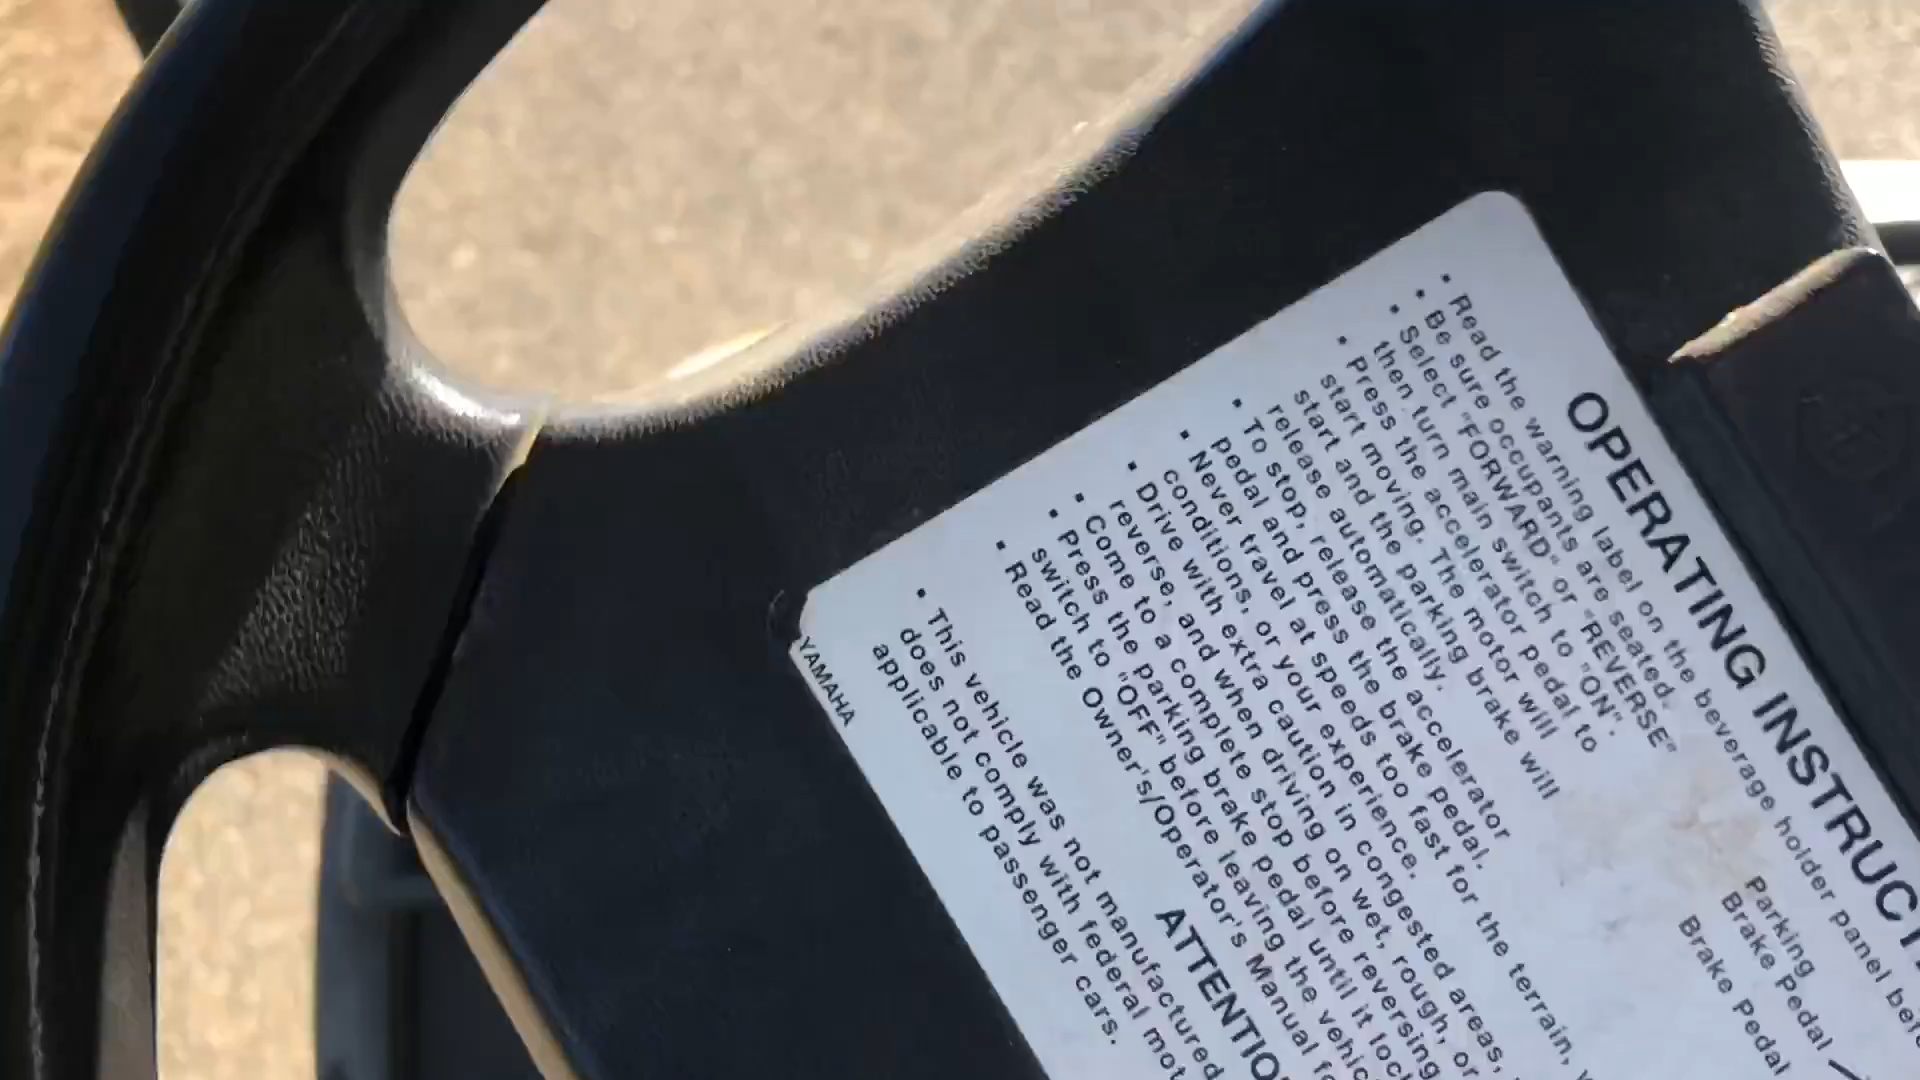 OPERATING INSTRUCT
• Read the warning label on the beverage holder panel bef
• Be sure occupants are seated.
• Select "FORWARD" or "REVERSE"
then turn main switch to "ON".
• Press the accelerator pedal to
start moving. The motor will
start and the parking brake will
release automatically.
• To stop, release the accelerator
pedal and press the brake pedal.
• Never travel at speeds too fast for the terrain,
conditions, or your experience.
• Drive with extra caution in congested areas,
reverse, and when driving on wet, rough, or
• Come to a complete stop before reversing
• Press the parking brake pedal until it loc
switch to "OFF" before leaving the vehic
• Read the Owner's/Operator's Manual fo
Parking
Brake Pedal
Brake Pedal
ATTENTIO
• This vehicle was not manufactured
does not comply with federal mot
applicable to passenger cars.
YAMAHA